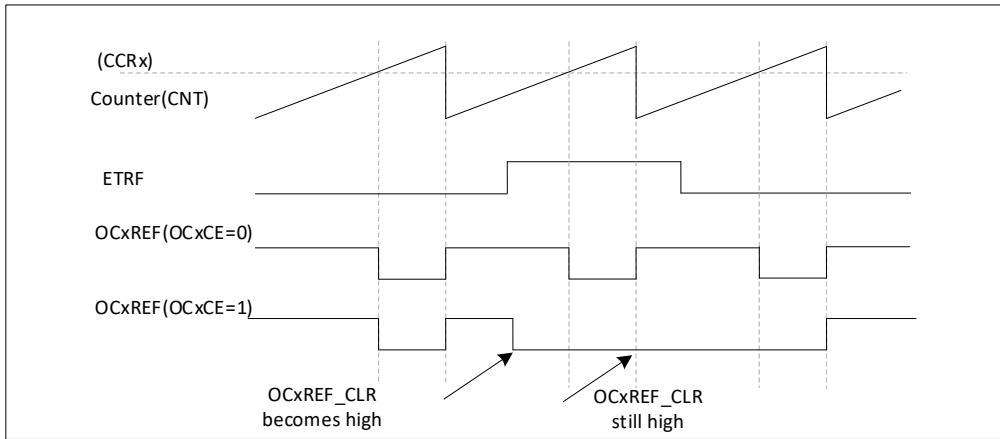 (CCRx)
Counter(CNT)
ETRF
OCxREF(OCxCE=0)
OCxREF(OCxCE=1)
OCxREF_CLR
becomes high
OCxREF_CLR
still high